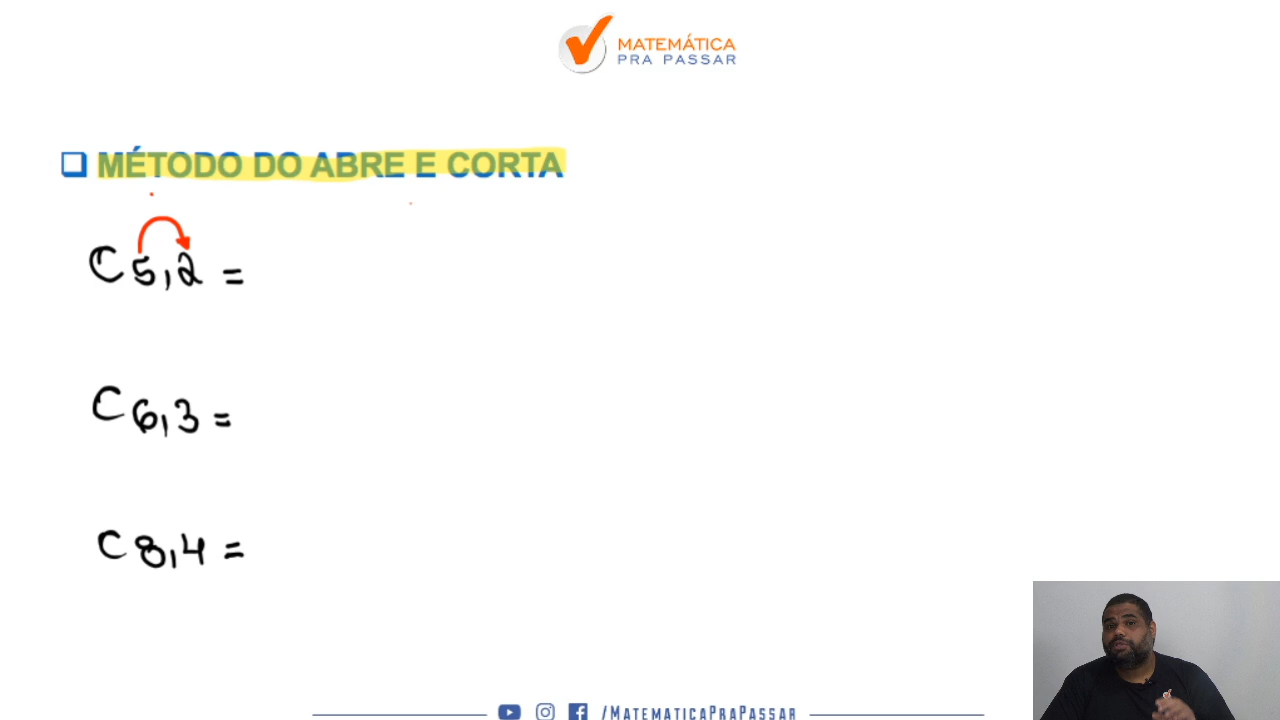 MATEMÁTICA
PRA PASSAR
MÉTODO DO ABRE E CORTA
C5,2 =
C6,3 =
C8,4 =
/MATEMATICAPRAPASSAR